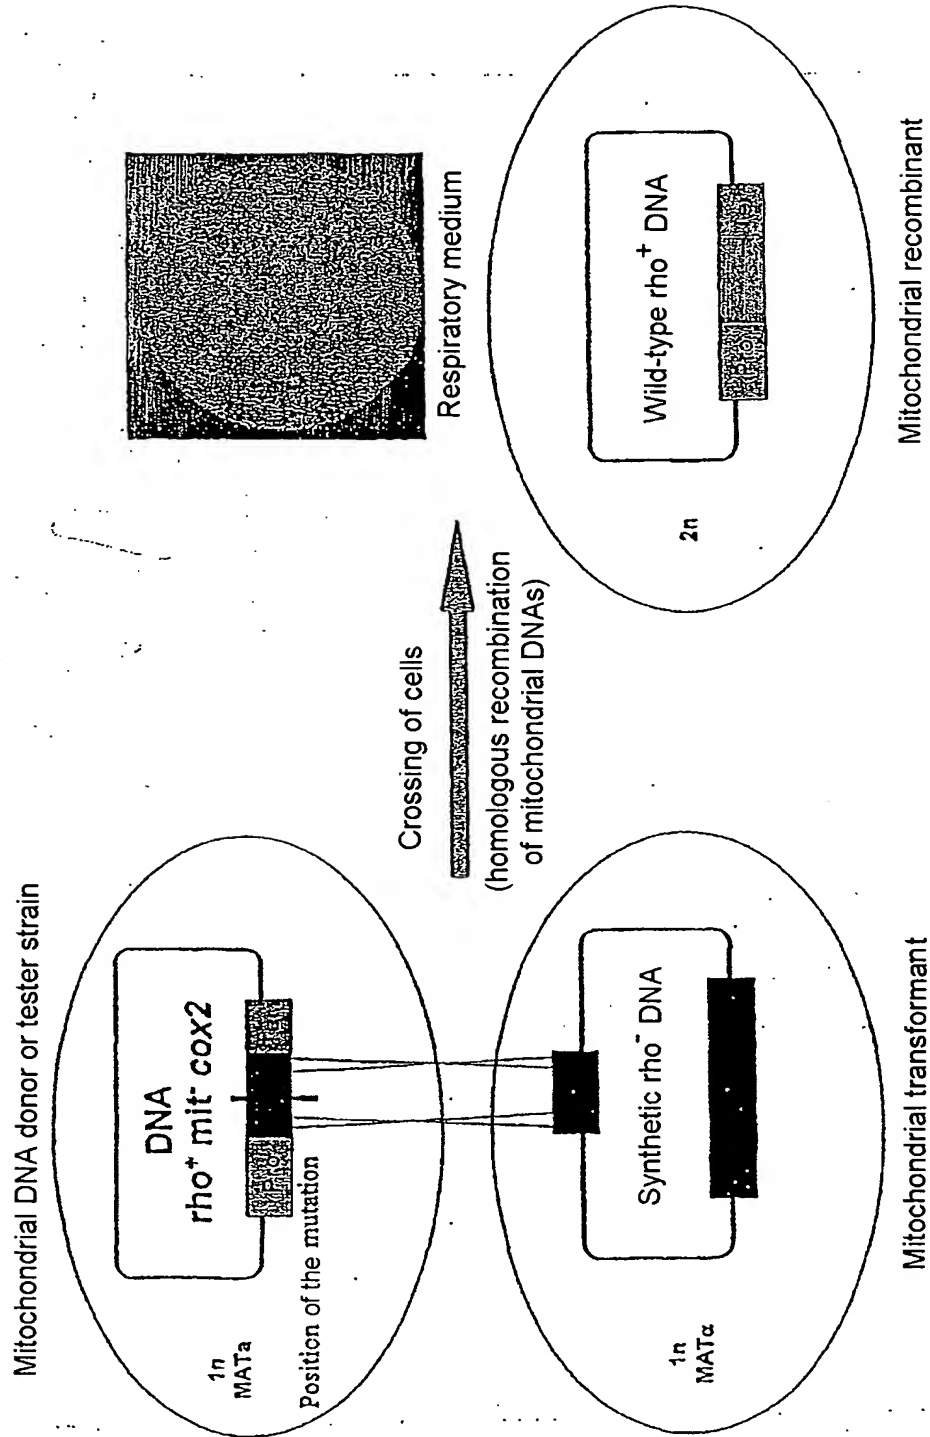 Mitochondrial DNA donor or tester strain
DNA
rho⁺ mit⁻ cox2
1n
MATa
Position of the mutation
1n
MATα
Synthetic rho⁻ DNA
Mitochondrial transformant
Crossing of cells
(homologous recombination
of mitochondrial DNAs)
Respiratory medium
2n
Wild-type rho⁺ DNA
Mitochondrial recombinant